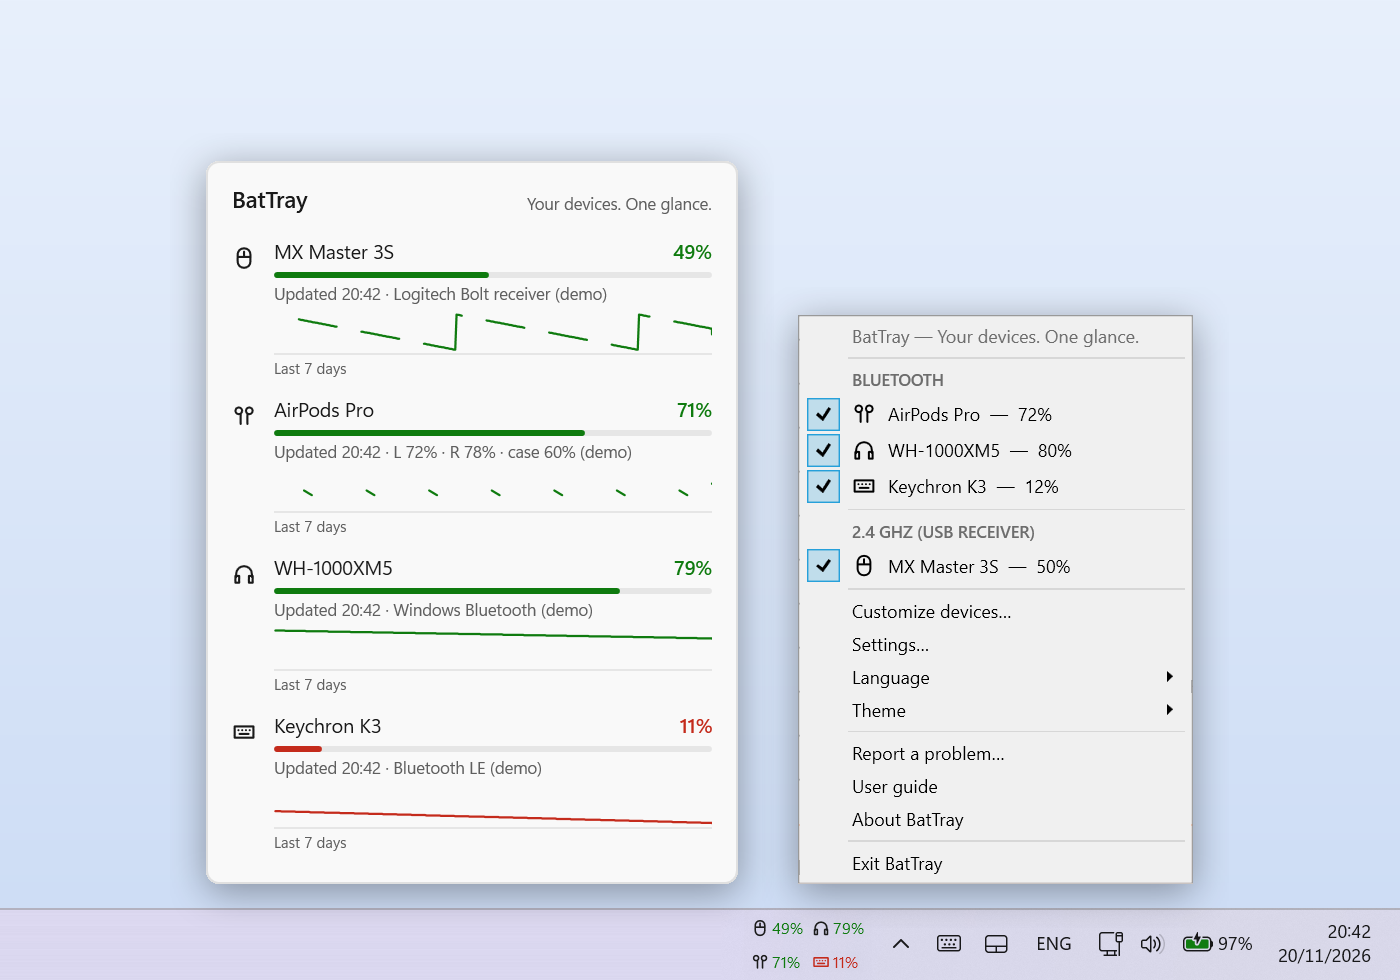 BatTray
Your devices. One glance.
MX Master 3S
49%
Updated 20:42 · Logitech Bolt receiver (demo)
Last 7 days
AirPods Pro
71%
Updated 20:42 · L 72% · R 78% · case 60% (demo)
Last 7 days
WH-1000XM5
79%
Updated 20:42 · Windows Bluetooth (demo)
Last 7 days
Keychron K3
11%
Updated 20:42 · Bluetooth LE (demo)
Last 7 days
BatTray — Your devices. One glance.
BLUETOOTH
AirPods Pro — 72%
WH-1000XM5 — 80%
Keychron K3 — 12%
2.4 GHZ (USB RECEIVER)
MX Master 3S — 50%
Customize devices...
Settings...
Language
Theme
Report a problem...
User guide
About BatTray
Exit BatTray
49% 79%
71% 11%
ENG
97%
20:42
20/11/2026